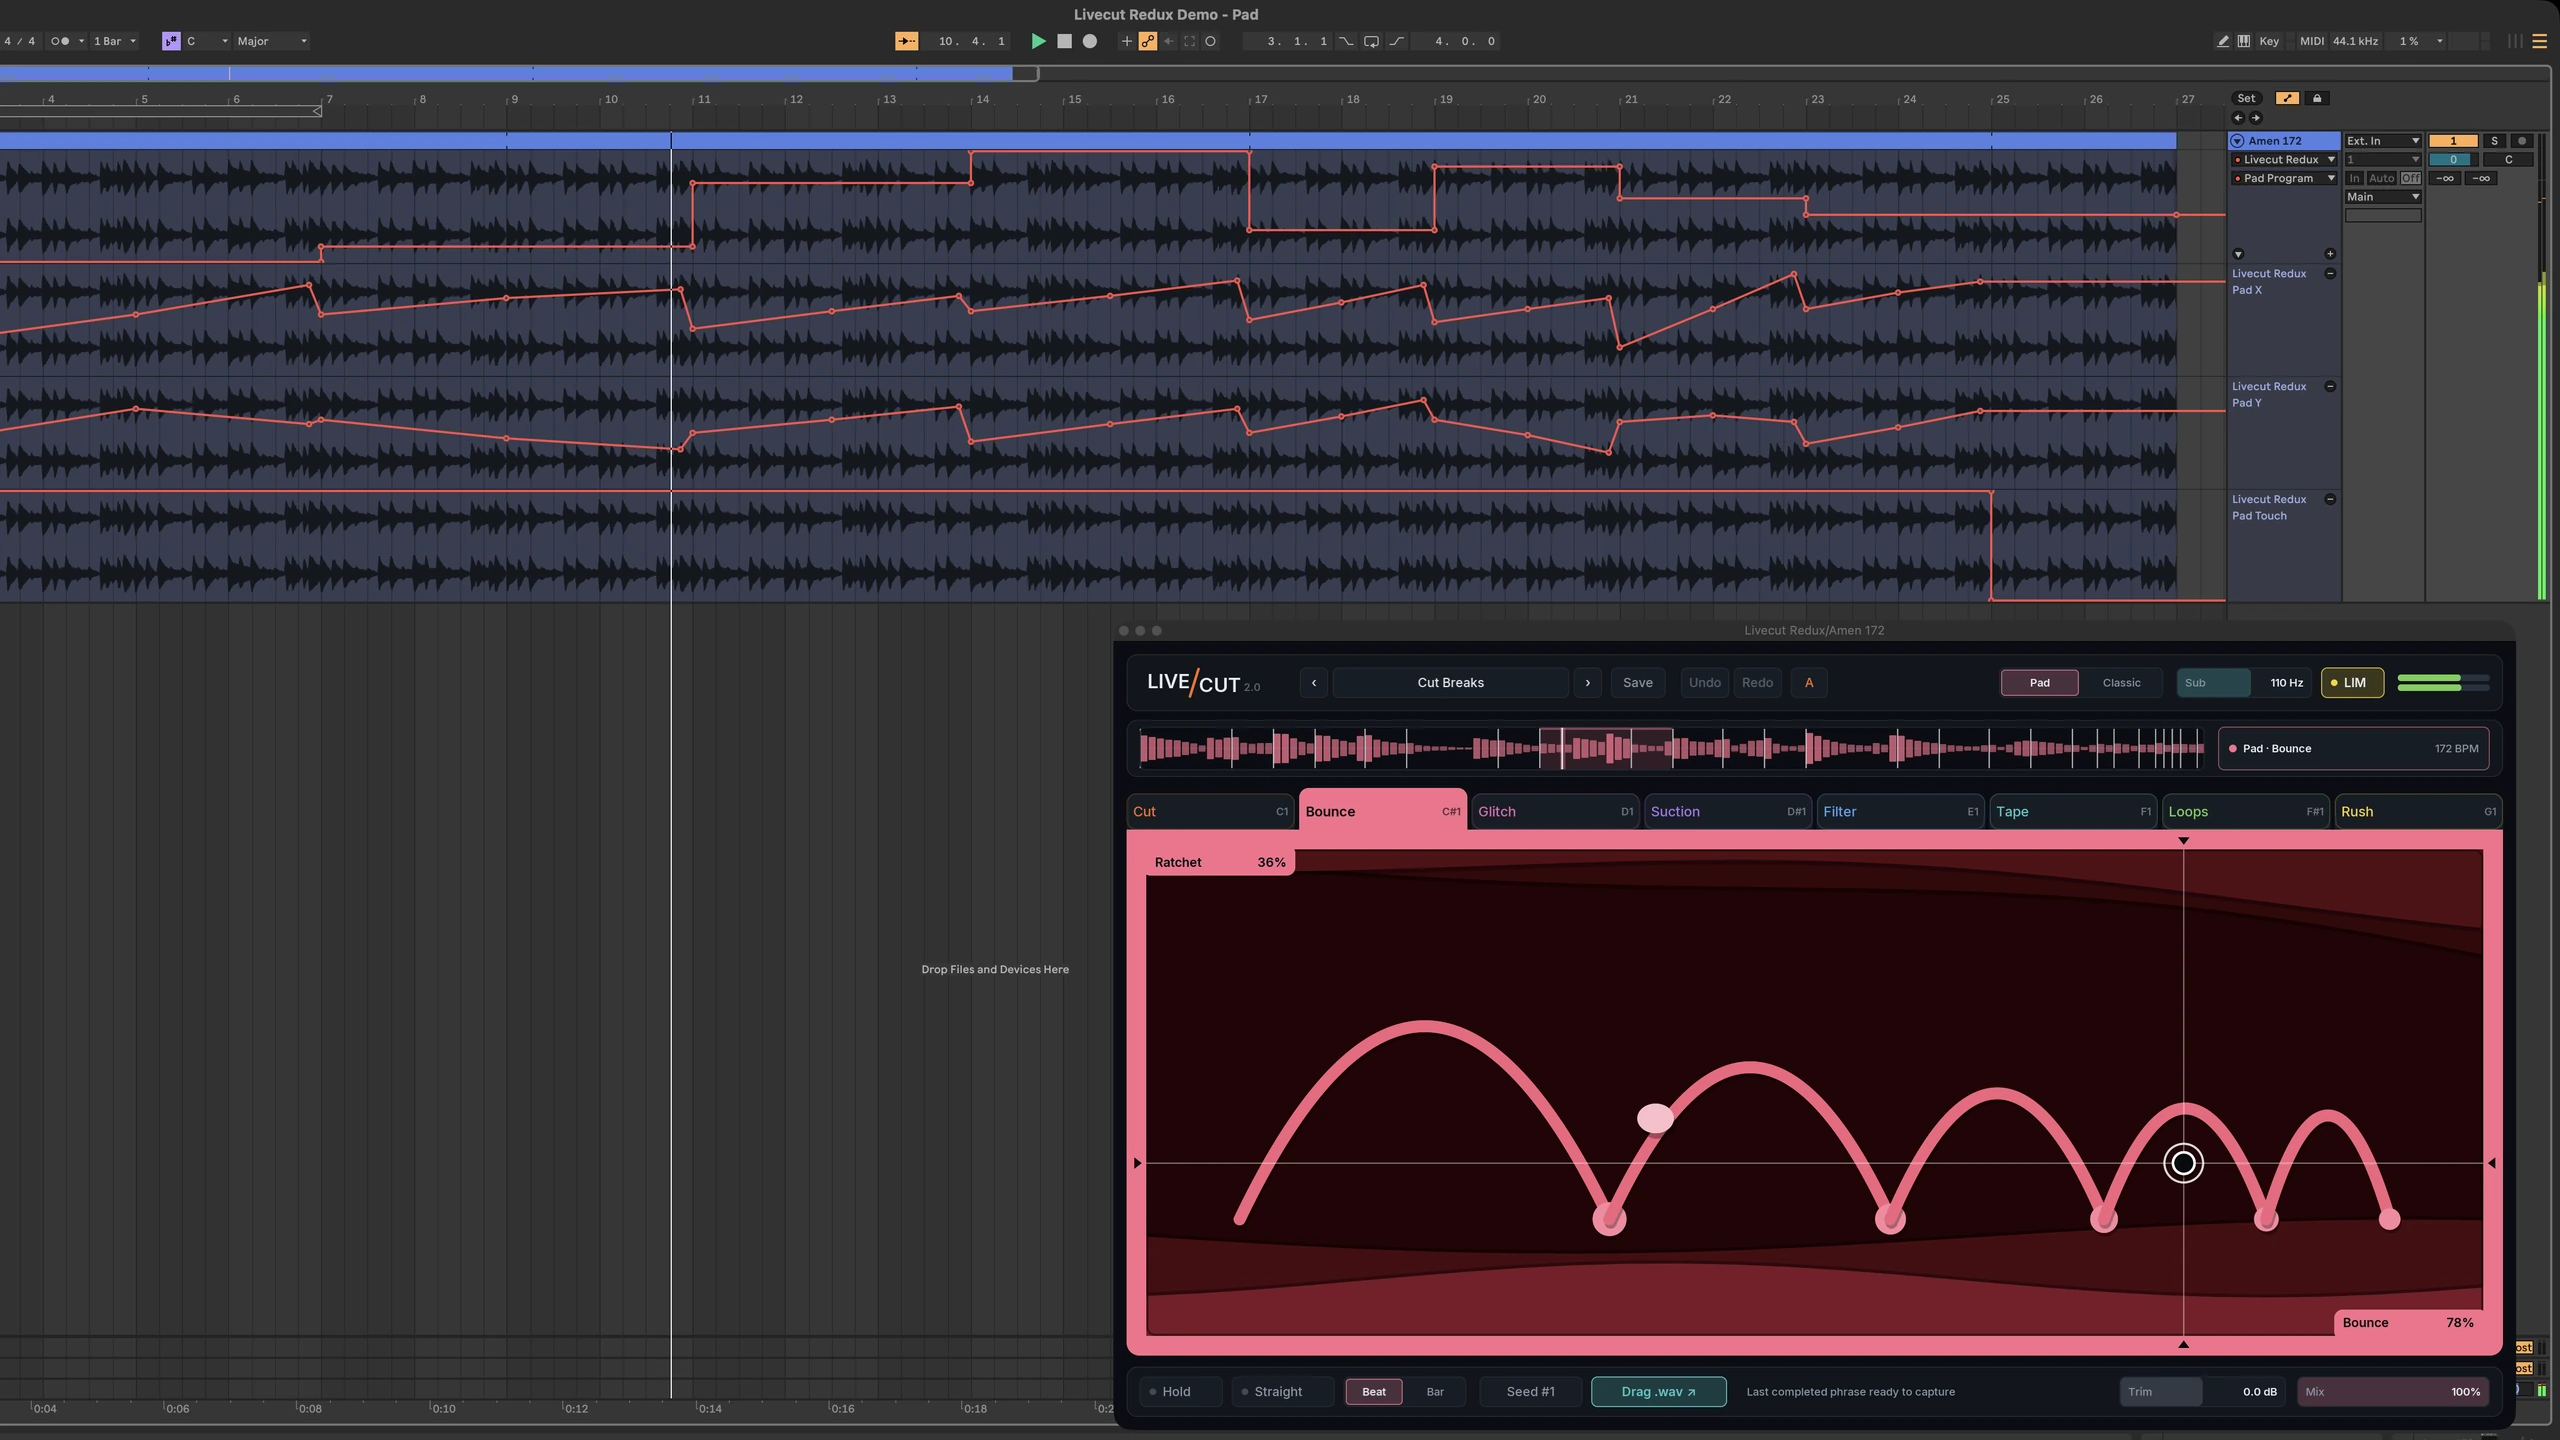 Livecut Redux Demo - Pad
4 / 4 1 Bar C Major 10. 4. 1 3. 1. 1 4. 0. 0 Key MIDI 44.1 kHz 1 %
4 5 6 7 8 9 10 11 12 13 14 15 16 17 18 19 20 21 22 23 24 25 26 27 Set
Amen 172 Ext. In 1 S
Livecut Redux 1 0 C
Pad Program In Auto Off -∞ -∞
Main
Livecut Redux
Pad X
Livecut Redux
Pad Y
Livecut Redux
Pad Touch
Livecut Redux/Amen 172
LIVE/CUT 2.0 ‹ Cut Breaks › Save Undo Redo A Pad Classic Sub 110 Hz LIM
Pad · Bounce 172 BPM
Cut C1 Bounce C#1 Glitch D1 Suction D#1 Filter E1 Tape F1 Loops F#1 Rush G1
Ratchet 36%
Drop Files and Devices Here
Bounce 78%
Hold Straight Beat Bar Seed #1 Drag .wav ↗ Last completed phrase ready to capture Trim 0.0 dB Mix 100%
0:04 0:06 0:08 0:10 0:12 0:14 0:16 0:18